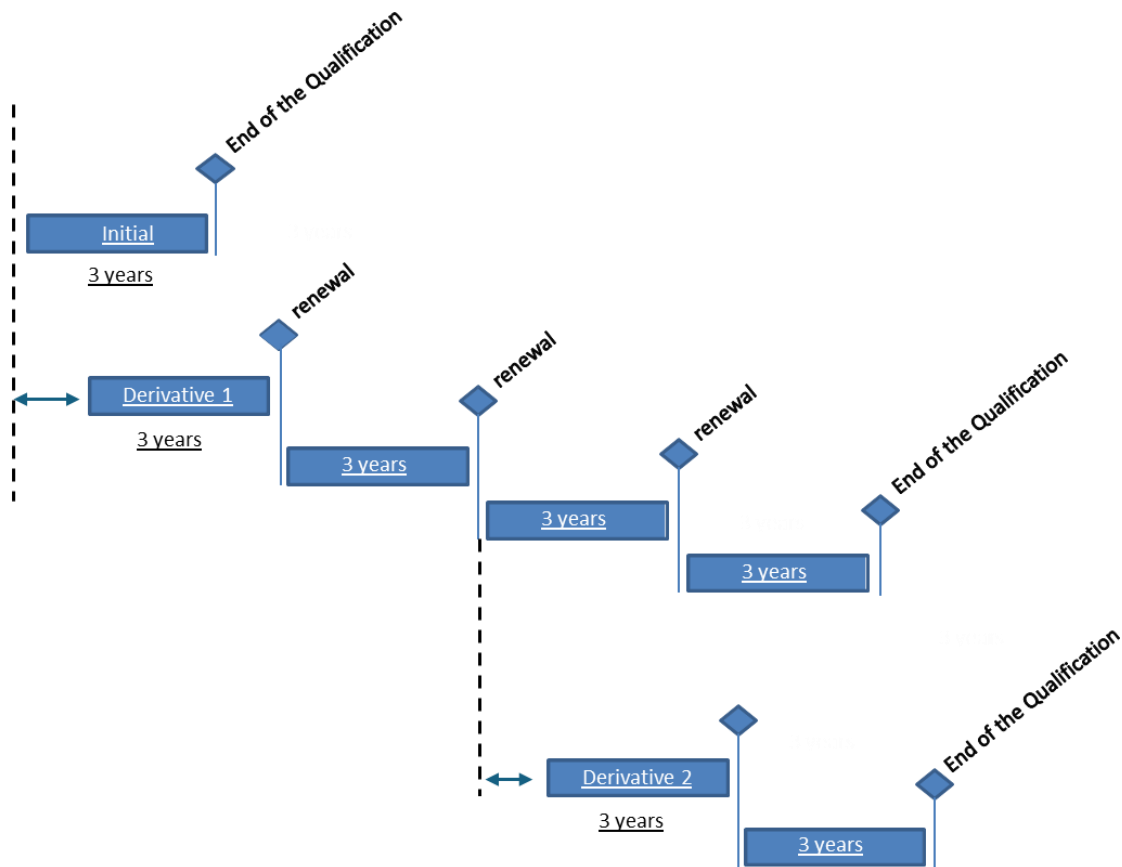 End of the Qualification
Initial
3 years
renewal
Derivative 1
3 years
renewal
3 years
renewal
3 years
End of the Qualification
3 years
End of the Qualification
Derivative 2
3 years
3 years